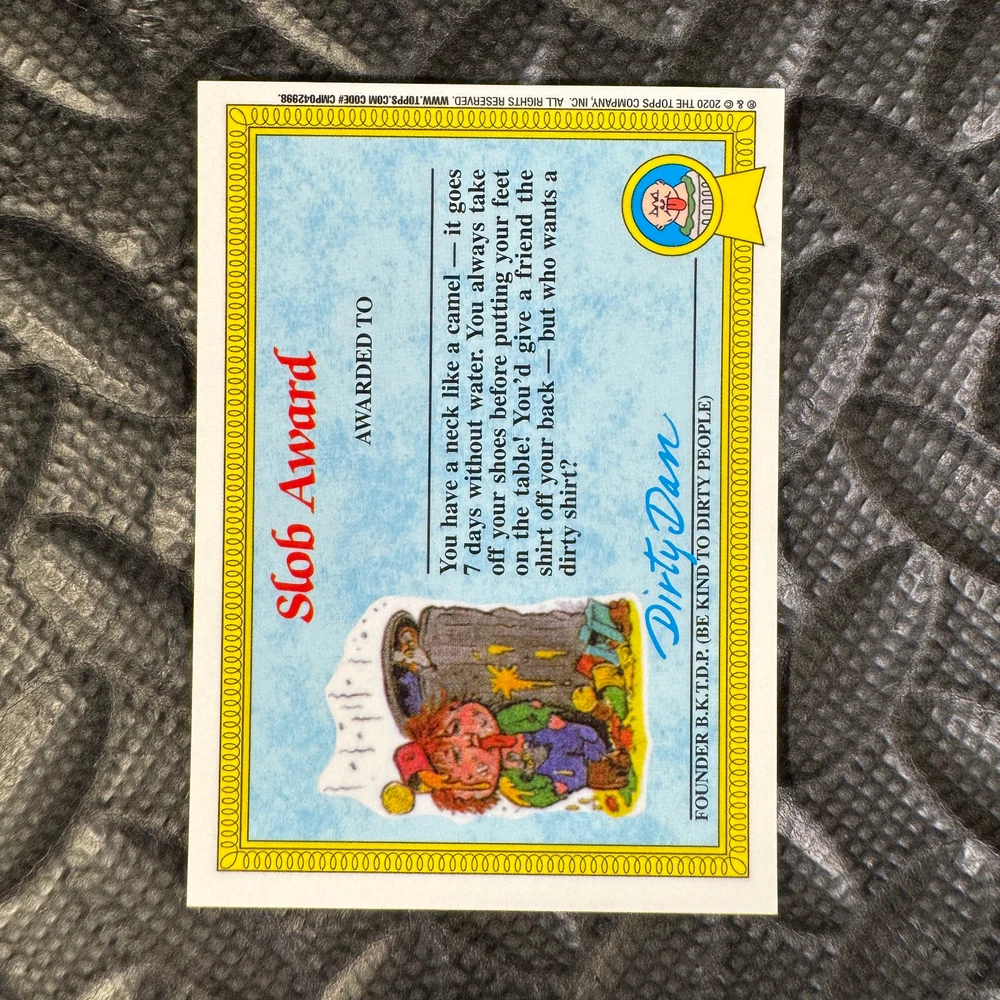 Slob Award
AWARDED TO
You have a neck like a camel — it goes
7 days without water. You always take
off your shoes before putting your feet
on the table! You'd give a friend the
shirt off your back — but who wants a
dirty shirt?
Dirty Dan
FOUNDER B.K.T.D.P. (BE KIND TO DIRTY PEOPLE)
® & © 2020 THE TOPPS COMPANY, INC. ALL RIGHTS RESERVED. WWW.TOPPS.COM CODE# CMP042998.